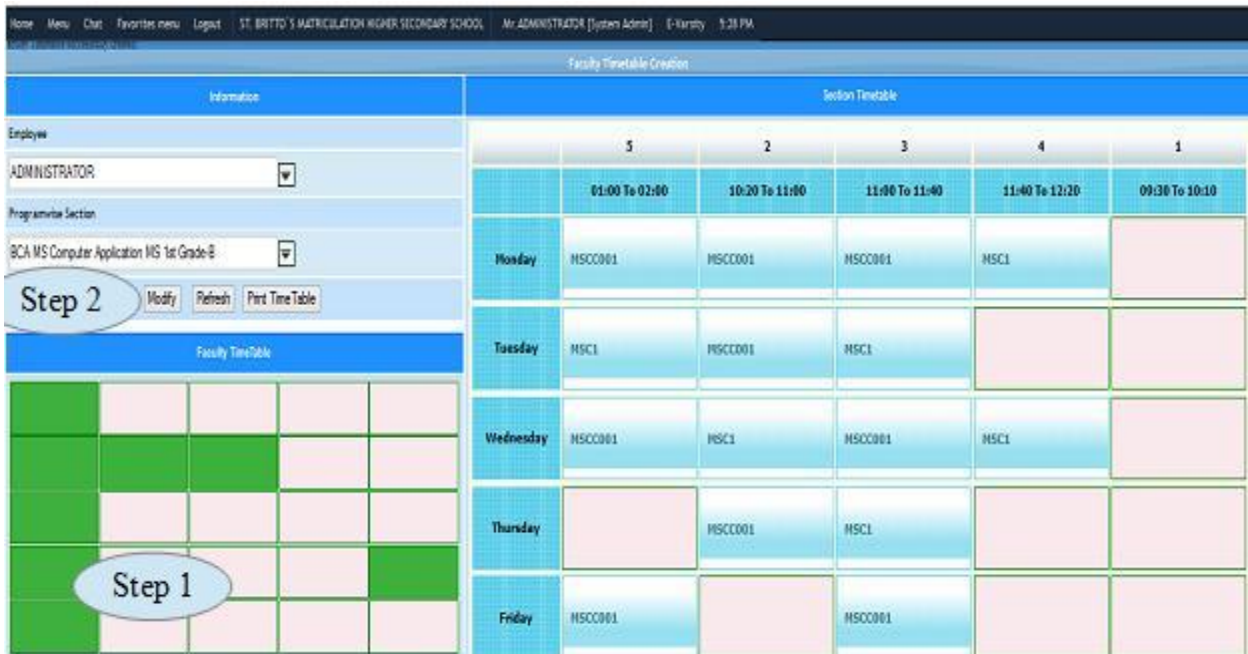 Home Menu Chat Favorites menu Logout ST. BRITTO`S MATRICULATION HIGHER SECONDARY SCHOOL Mr.ADMINISTRATOR [System Admin] E-Varsity 5:28 PM
Faculty Timetable Creation
Information
Employee
ADMINISTRATOR
Programwise Section
BCA MS Computer Application MS 1st Grade-B
Step 2
Modify Refresh Print TimeTable
Faculty TimeTable
Step 1
Section Timetable
5 2 3 4 1
01:00 To 02:00 10:20 To 11:00 11:00 To 11:40 11:40 To 12:20 09:30 To 10:10
Monday MSCC001 MSCC001 MSCC001 MSC1
Tuesday MSC1 MSCC001 MSC1
Wednesday MSCC001 MSC1 MSCC001 MSC1
Thursday MSCC001 MSC1
Friday MSCC001 MSCC001